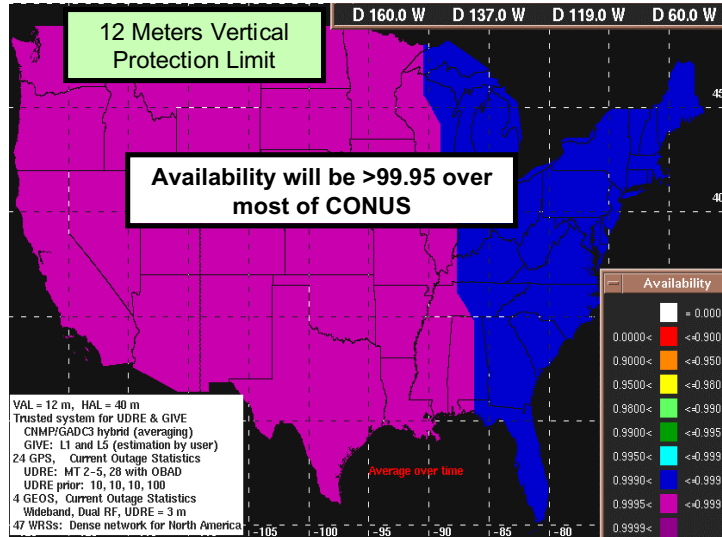 D 160.0 W D 137.0 W D 119.0 W D 60.0 W
12 Meters Vertical
Protection Limit
45
Availability will be >99.95 over
most of CONUS
40
Availability
= 0.000
0.0000< <=0.900
0.9000< <=0.950
0.9500< <=0.980
0.9800< <=0.990
0.9900< <=0.995
0.9950< <=0.999
0.9990< <=0.999
0.9995< <=0.999
0.9999<
VAL = 12 m, HAL = 40 m
Trusted system for UDRE & GIVE
CNMP/GADC3 hybrid (averaging)
GIVE: L1 and L5 (estimation by user)
24 GPS, Current Outage Statistics
UDRE: MT 2-5, 28 with OBAD
UDRE prior: 10, 10, 10, 100
4 GEOS, Current Outage Statistics
Wideband, Dual RF, UDRE = 3 m
47 WRSs: Dense network for North America
Average over time
-105 -100 -95 -90 -85 -80